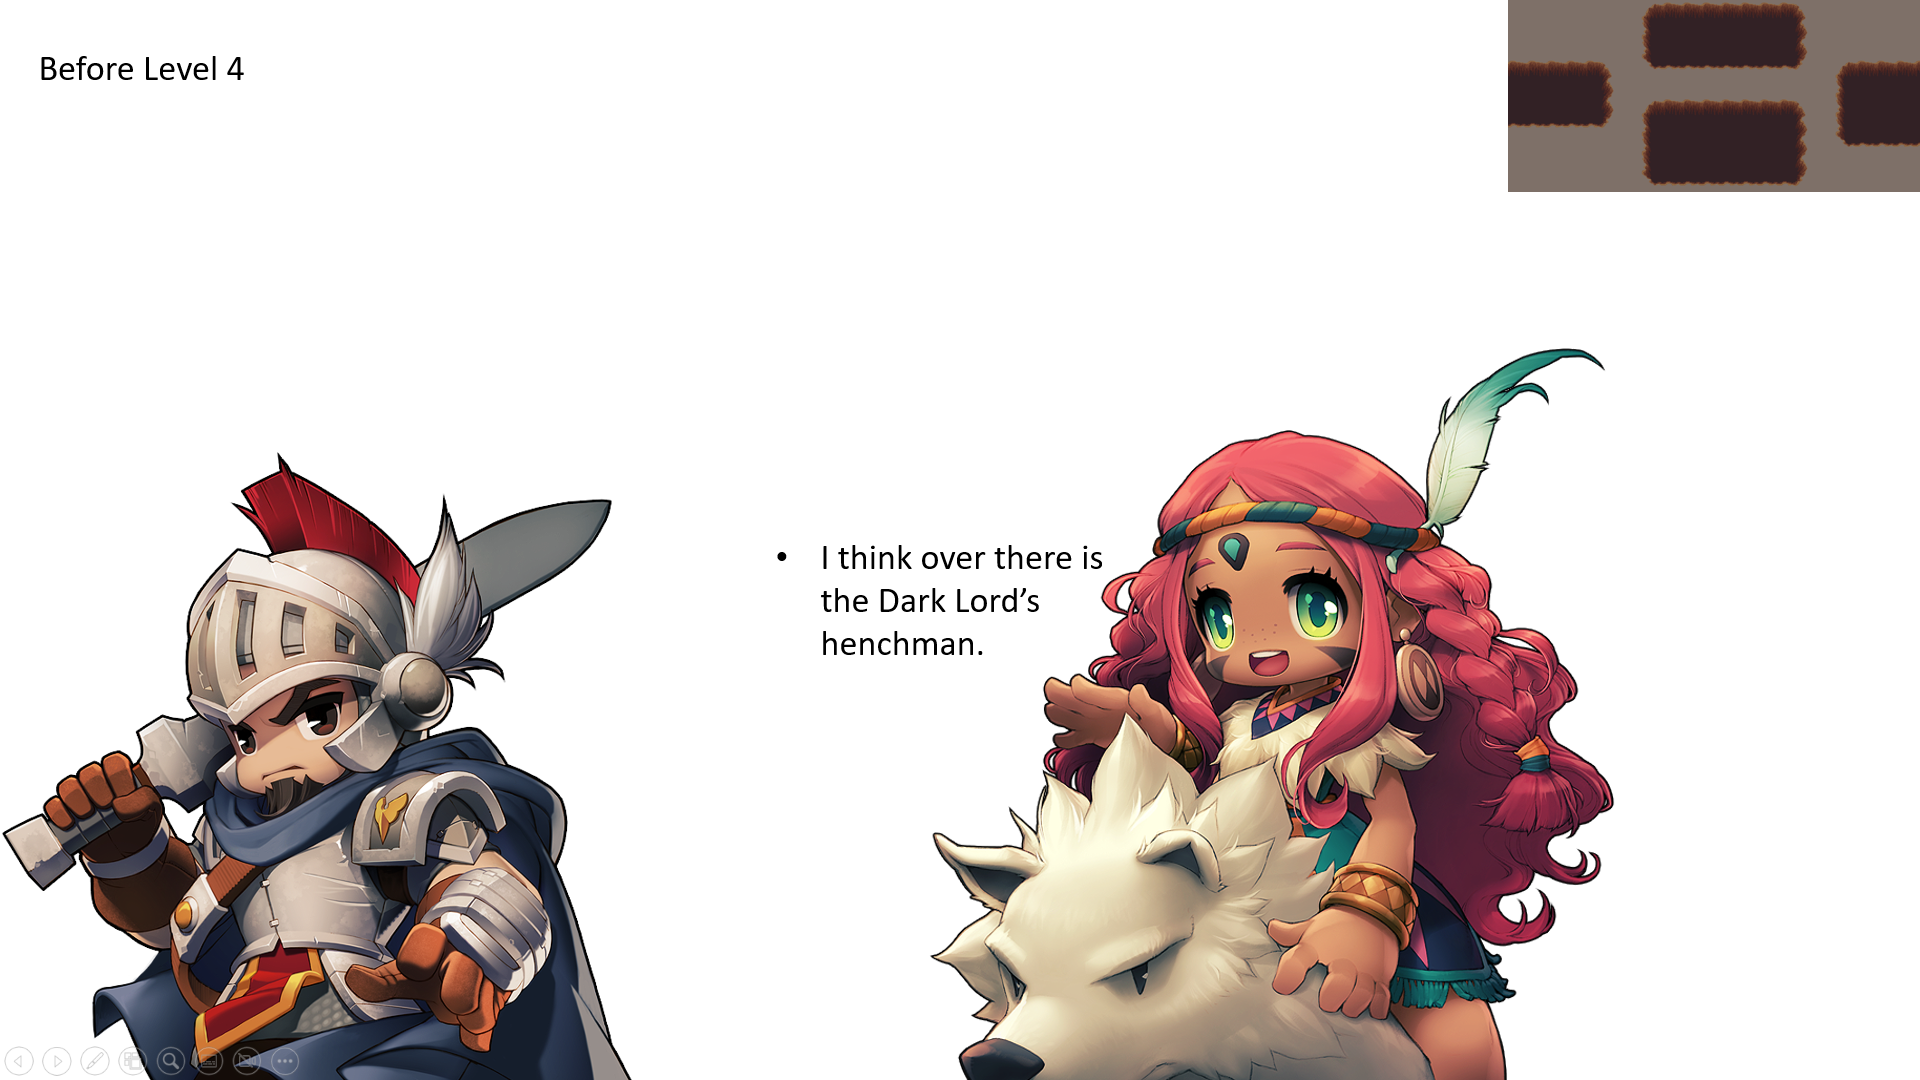 Before Level 4
• I think over there is
the Dark Lord’s
henchman.